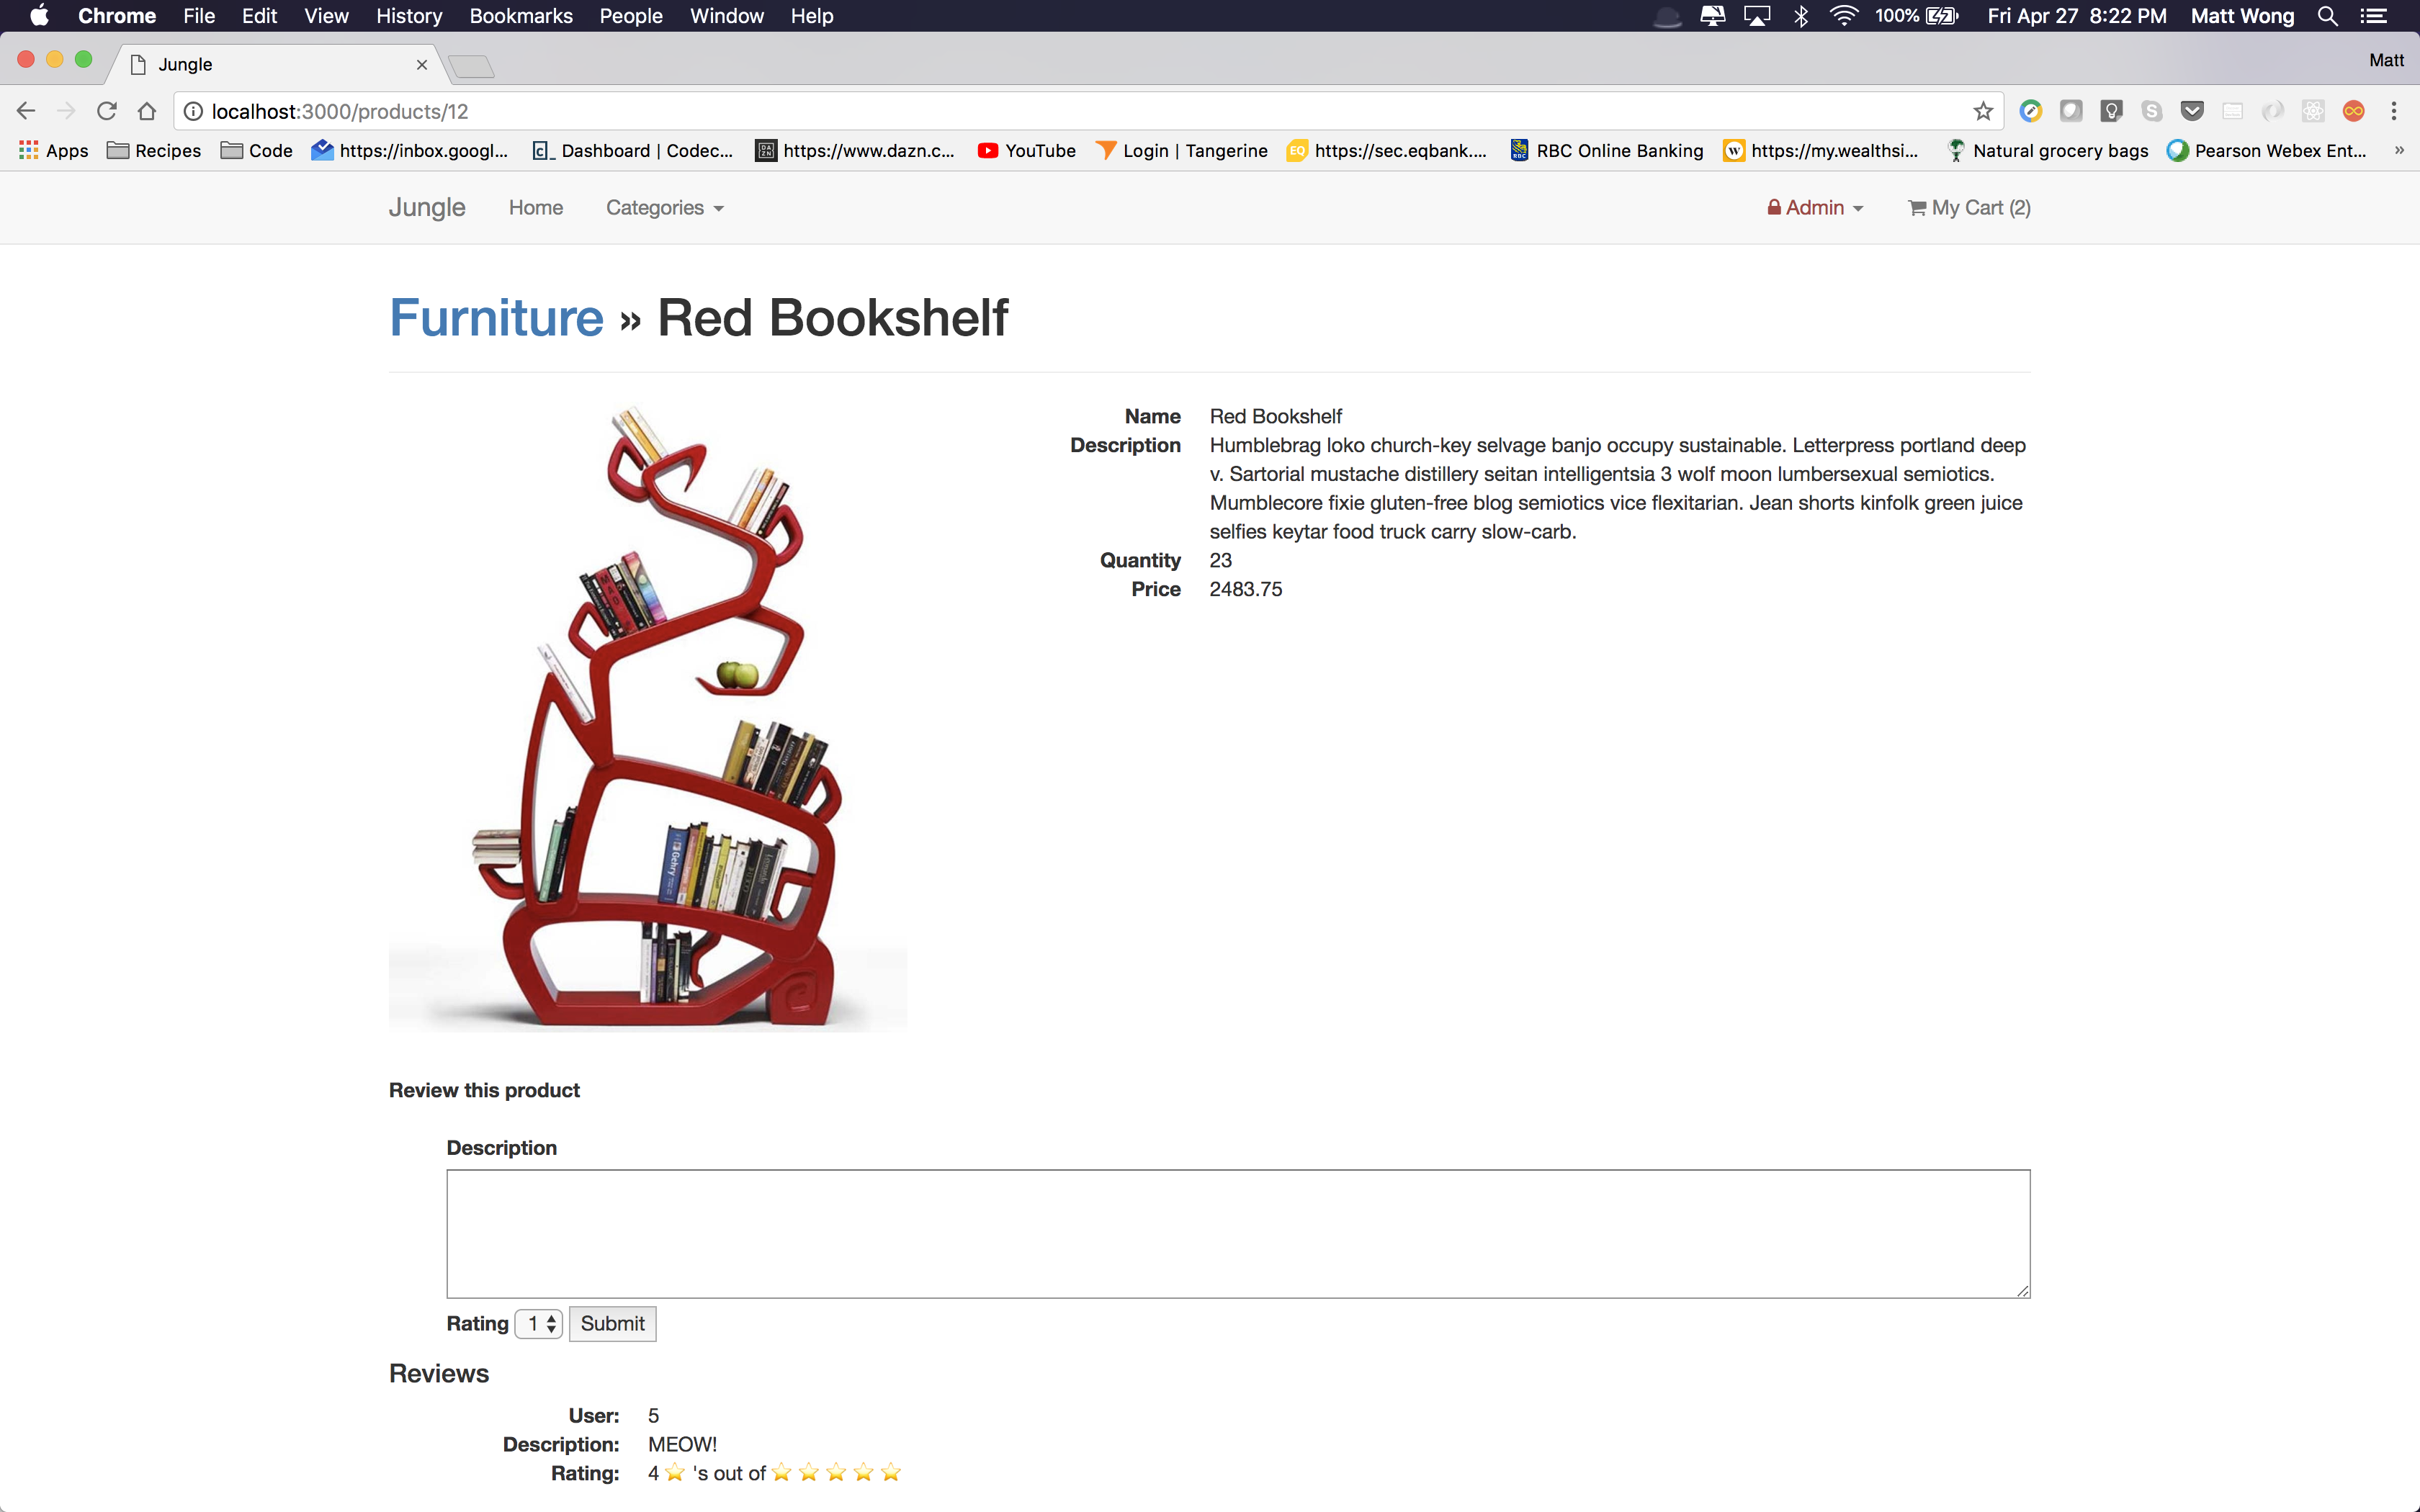 Chrome File Edit View History Bookmarks People Window Help 100% Fri Apr 27 8:22 PM Matt Wong
Jungle Matt
localhost:3000/products/12
Apps Recipes Code https://inbox.googl... Dashboard | Codec... https://www.dazn.c... YouTube Login | Tangerine https://sec.eqbank.... RBC Online Banking https://my.wealthsi... Natural grocery bags Pearson Webex Ent... »
Jungle Home Categories Admin My Cart (2)
Furniture » Red Bookshelf
Name Red Bookshelf
Description Humblebrag loko church-key selvage banjo occupy sustainable. Letterpress portland deep
v. Sartorial mustache distillery seitan intelligentsia 3 wolf moon lumbersexual semiotics.
Mumblecore fixie gluten-free blog semiotics vice flexitarian. Jean shorts kinfolk green juice
selfies keytar food truck carry slow-carb.
Quantity 23
Price 2483.75
MAD
Gehry
Review this product
Description
Rating 1 Submit
Reviews
User: 5
Description: MEOW!
Rating: 4⭐ 's out of⭐⭐⭐⭐⭐